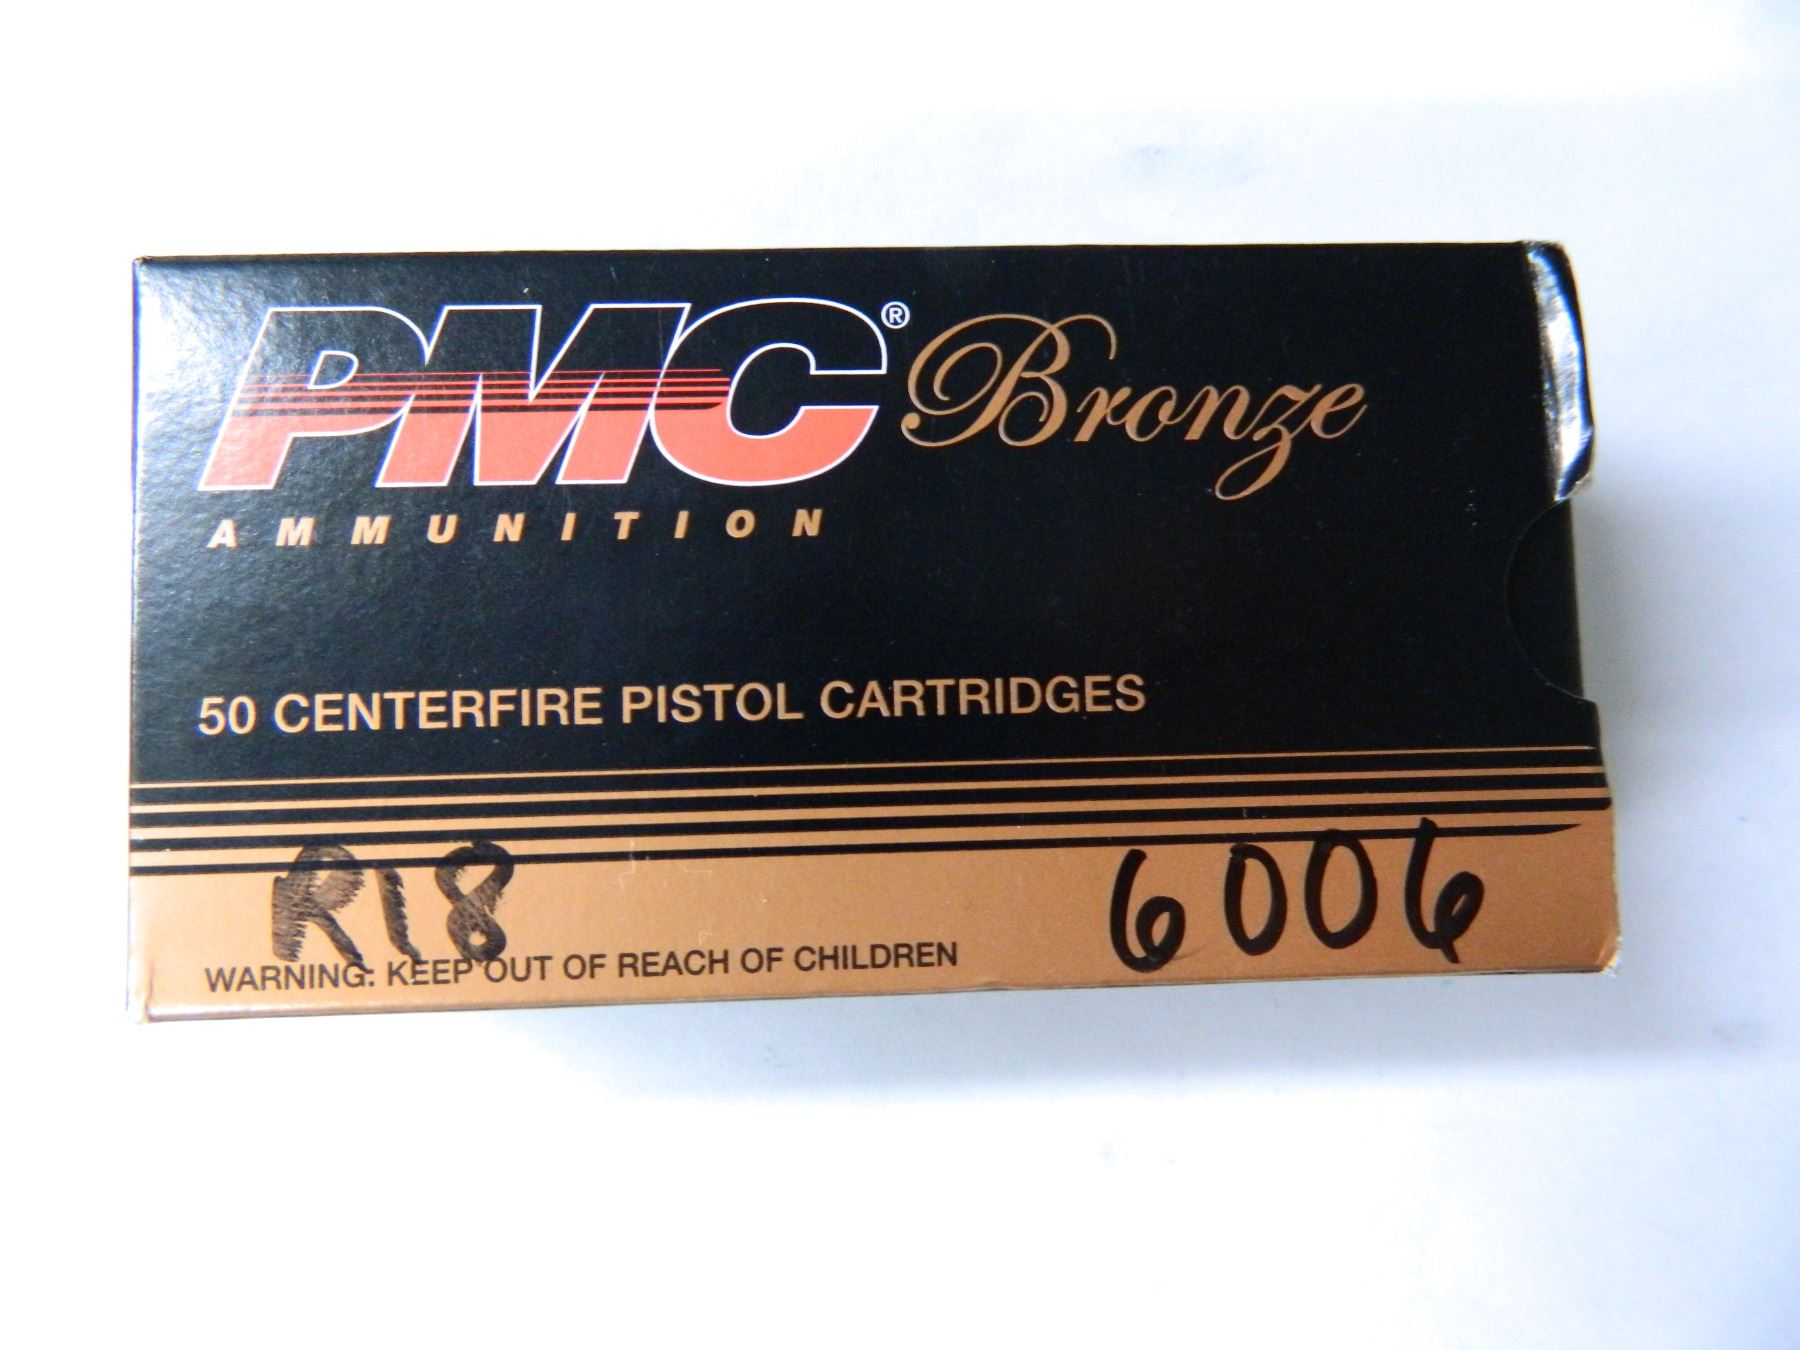 PMC® Bronze
AMMUNITION
50 CENTERFIRE PISTOL CARTRIDGES
R18 6006
WARNING: KEEP OUT OF REACH OF CHILDREN